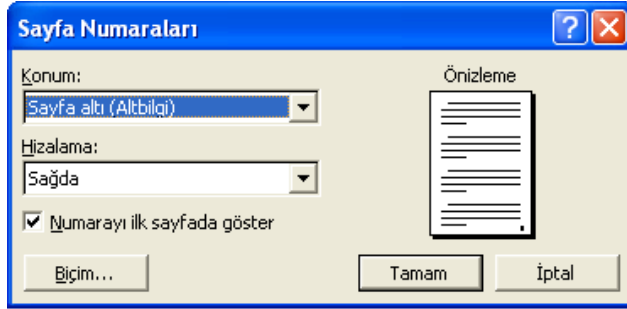 Sayfa Numaraları
Konum:
Önizleme
Sayfa altı (Altbilgi)
Hizalama:
Sağda
Numarayı ilk sayfada göster
Biçim...
Tamam
İptal